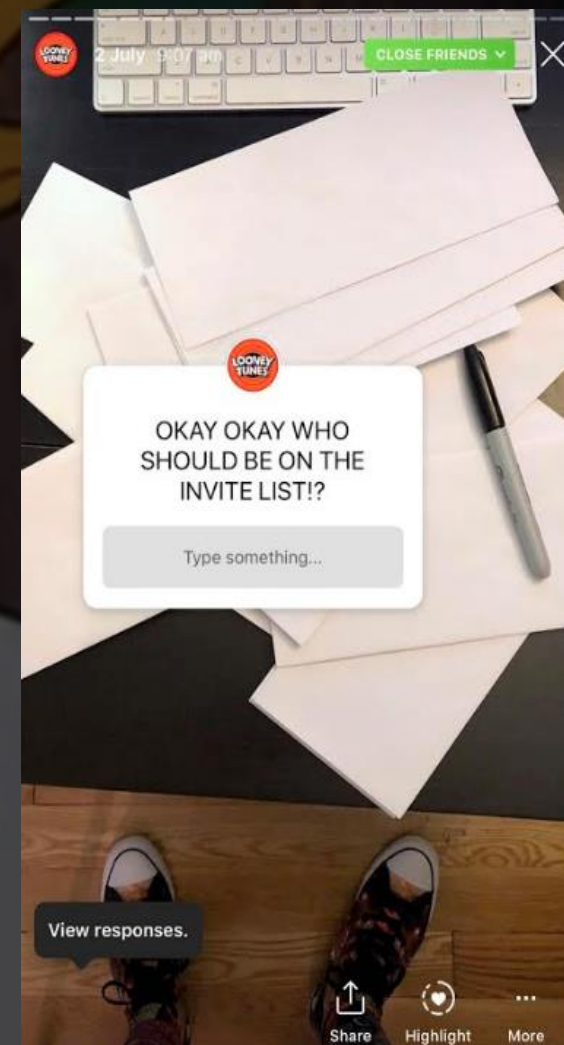 LOONEY
TUNES
2 July 9:07 am
CLOSE FRIENDS
LOONEY
TUNES
OKAY OKAY WHO
SHOULD BE ON THE
INVITE LIST!?
Type something...
View responses.
Share Highlight More